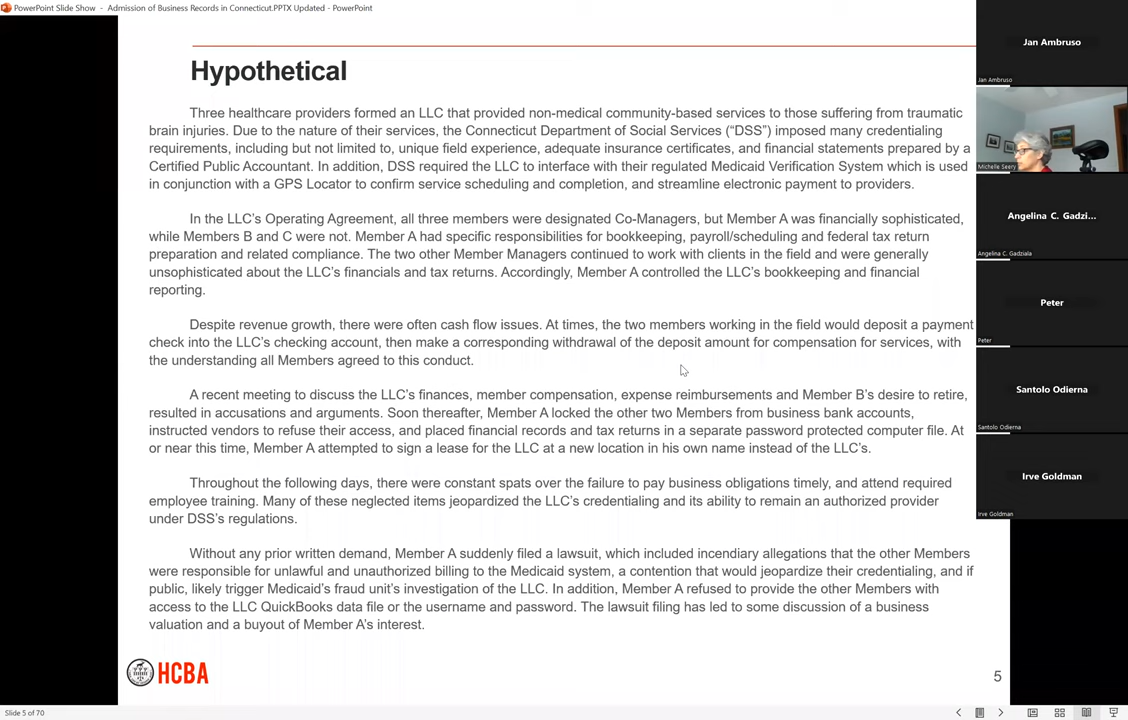 PowerPoint Slide Show - Admission of Business Records in Connecticut.PPTX Updated - PowerPoint
Hypothetical
Three healthcare providers formed an LLC that provided non-medical community-based services to those suffering from traumatic
brain injuries. Due to the nature of their services, the Connecticut Department of Social Services (“DSS”) imposed many credentialing
requirements, including but not limited to, unique field experience, adequate insurance certificates, and financial statements prepared by a
Certified Public Accountant. In addition, DSS required the LLC to interface with their regulated Medicaid Verification System which is used
in conjunction with a GPS Locator to confirm service scheduling and completion, and streamline electronic payment to providers.
In the LLC’s Operating Agreement, all three members were designated Co-Managers, but Member A was financially sophisticated,
while Members B and C were not. Member A had specific responsibilities for bookkeeping, payroll/scheduling and federal tax return
preparation and related compliance. The two other Member Managers continued to work with clients in the field and were generally
unsophisticated about the LLC’s financials and tax returns. Accordingly, Member A controlled the LLC’s bookkeeping and financial
reporting.
Despite revenue growth, there were often cash flow issues. At times, the two members working in the field would deposit a payment
check into the LLC’s checking account, then make a corresponding withdrawal of the deposit amount for compensation for services, with
the understanding all Members agreed to this conduct.
A recent meeting to discuss the LLC’s finances, member compensation, expense reimbursements and Member B’s desire to retire,
resulted in accusations and arguments. Soon thereafter, Member A locked the other two Members from business bank accounts,
instructed vendors to refuse their access, and placed financial records and tax returns in a separate password protected computer file. At
or near this time, Member A attempted to sign a lease for the LLC at a new location in his own name instead of the LLC’s.
Throughout the following days, there were constant spats over the failure to pay business obligations timely, and attend required
employee training. Many of these neglected items jeopardized the LLC’s credentialing and its ability to remain an authorized provider
under DSS’s regulations.
Without any prior written demand, Member A suddenly filed a lawsuit, which included incendiary allegations that the other Members
were responsible for unlawful and unauthorized billing to the Medicaid system, a contention that would jeopardize their credentialing, and if
public, likely trigger Medicaid’s fraud unit’s investigation of the LLC. In addition, Member A refused to provide the other Members with
access to the LLC QuickBooks data file or the username and password. The lawsuit filing has led to some discussion of a business
valuation and a buyout of Member A’s interest.
HCBA
5
Slide 5 of 70
Jan Ambruso
Jan Ambruso
Michelle Seery
Angelina C. Gadzi...
Angelina C. Gadziala
Peter
Peter
Santolo Odierna
Santolo Odierna
Irve Goldman
Irve Goldman